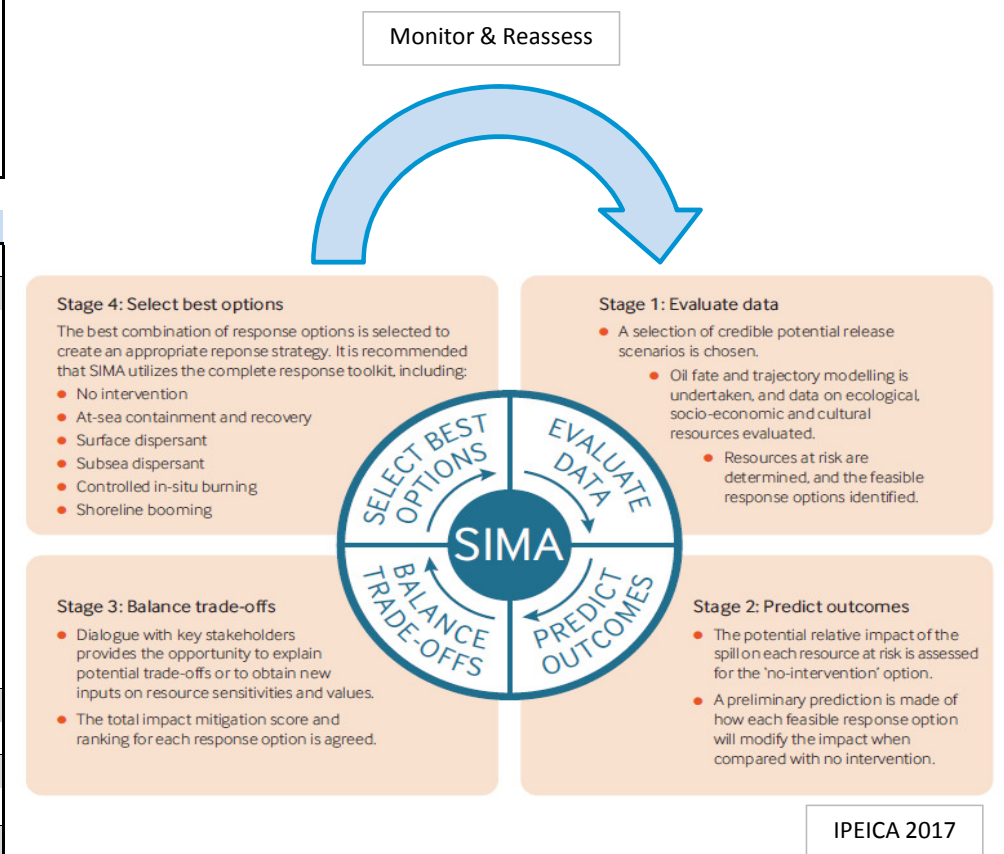 Monitor & Reassess
Stage 4: Select best options
The best combination of response options is selected to
create an appropriate reponse strategy. It is recommended
that SIMA utilizes the complete response toolkit, including:
• No intervention
• At-sea containment and recovery
• Surface dispersant
• Subsea dispersant
• Controlled in-situ burning
• Shoreline booming
Stage 1: Evaluate data
• A selection of credible potential release
scenarios is chosen.
• Oil fate and trajectory modelling is
undertaken, and data on ecological,
socio-economic and cultural
resources evaluated.
• Resources at risk are
determined, and the feasible
response options identified.
SELECT BEST
OPTIONS
EVALUATE
DATA
SIMA
BALANCE
TRADE-OFFS
PREDICT
OUTCOMES
Stage 3: Balance trade-offs
• Dialogue with key stakeholders
provides the opportunity to explain
potential trade-offs or to obtain new
inputs on resource sensitivities and values.
• The total impact mitigation score and
ranking for each response option is agreed.
Stage 2: Predict outcomes
• The potential relative impact of the
spill on each resource at risk is assessed
for the 'no-intervention' option.
• A preliminary prediction is made of
how each feasible response option
will modify the impact when
compared with no intervention.
IPEICA 2017